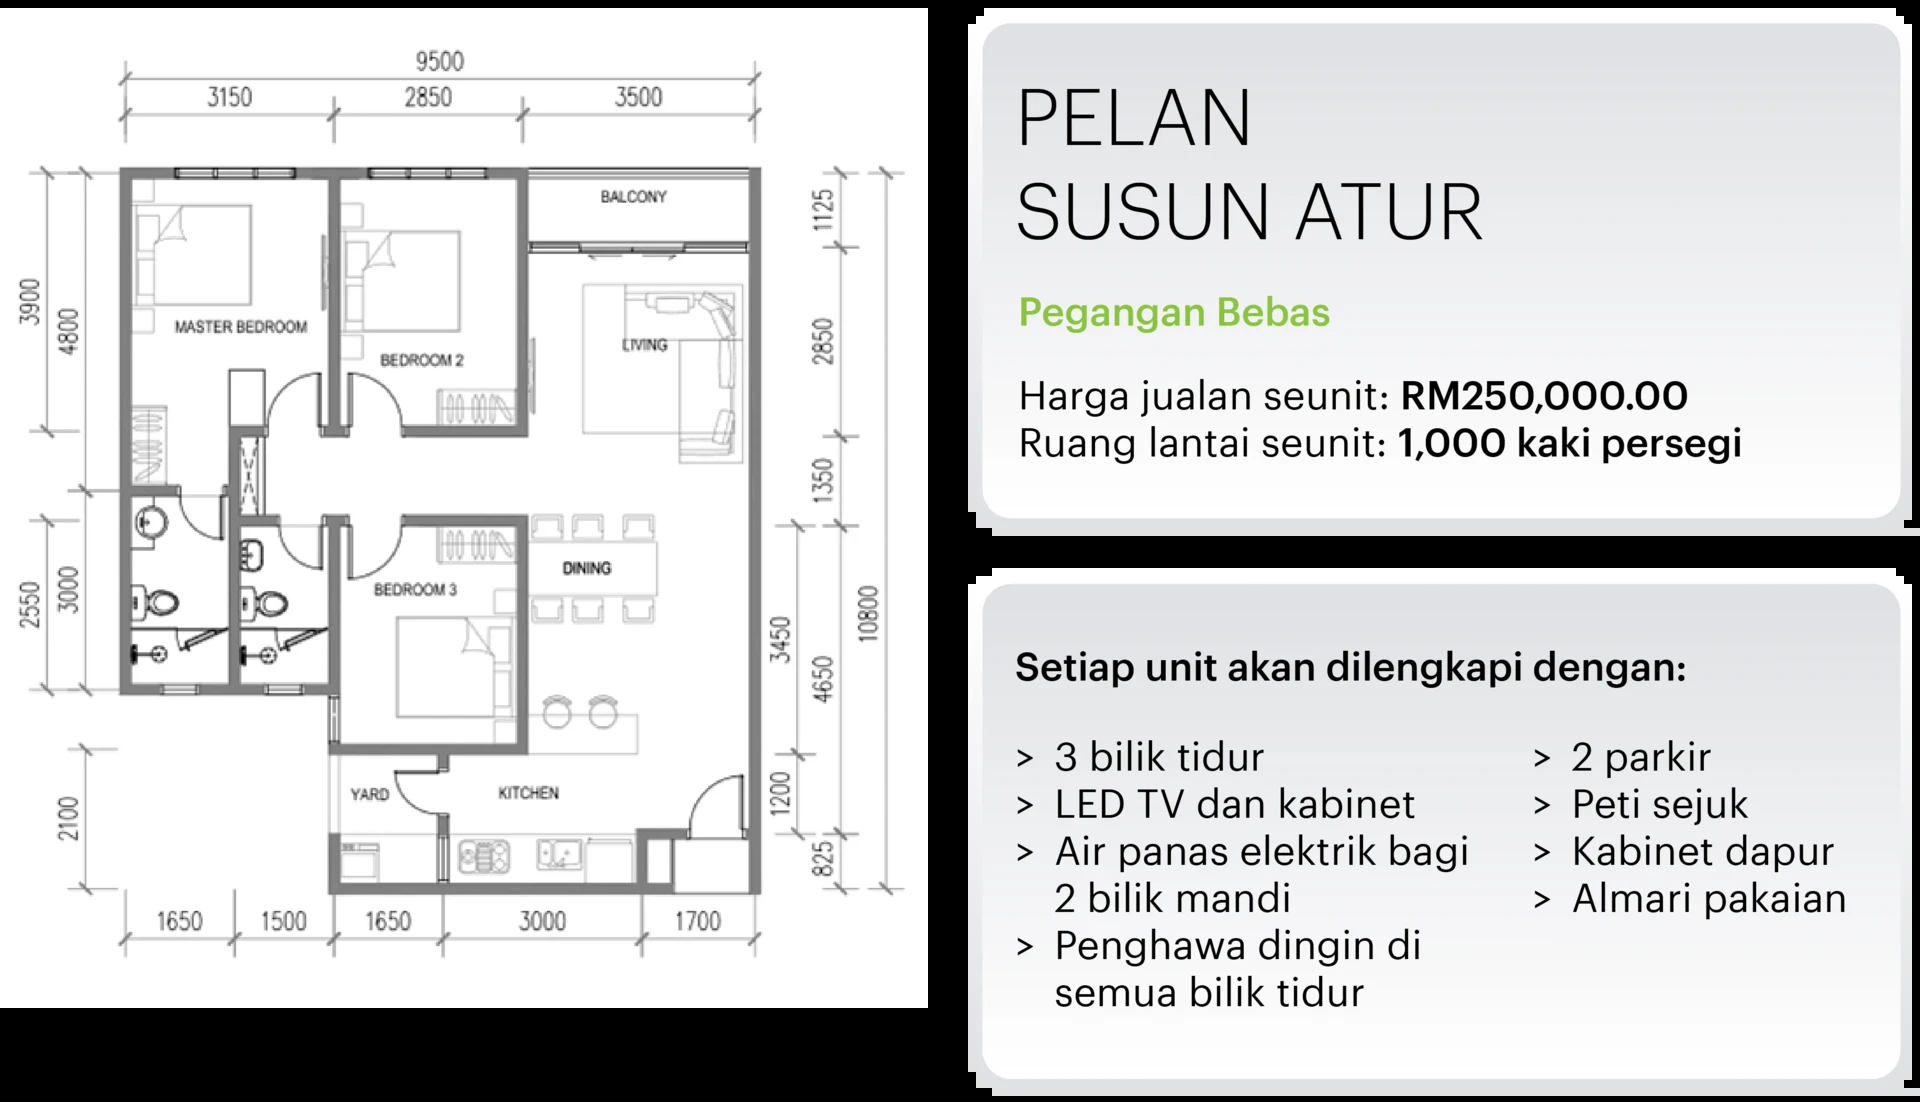 9500
3150 2850 3500
BALCONY
1125
3900
4800
MASTER BEDROOM
BEDROOM 2
LIVING
2850
1350
DINING
BEDROOM 3
2550
3000
3450
4650
10800
YARD
KITCHEN
2100
1200
825
1650 1500 1650 3000 1700
PELAN
SUSUN ATUR
Pegangan Bebas
Harga jualan seunit: RM250,000.00
Ruang lantai seunit: 1,000 kaki persegi
Setiap unit akan dilengkapi dengan:
> 3 bilik tidur
> LED TV dan kabinet
> Air panas elektrik bagi
2 bilik mandi
> Penghawa dingin di
semua bilik tidur
> 2 parkir
> Peti sejuk
> Kabinet dapur
> Almari pakaian